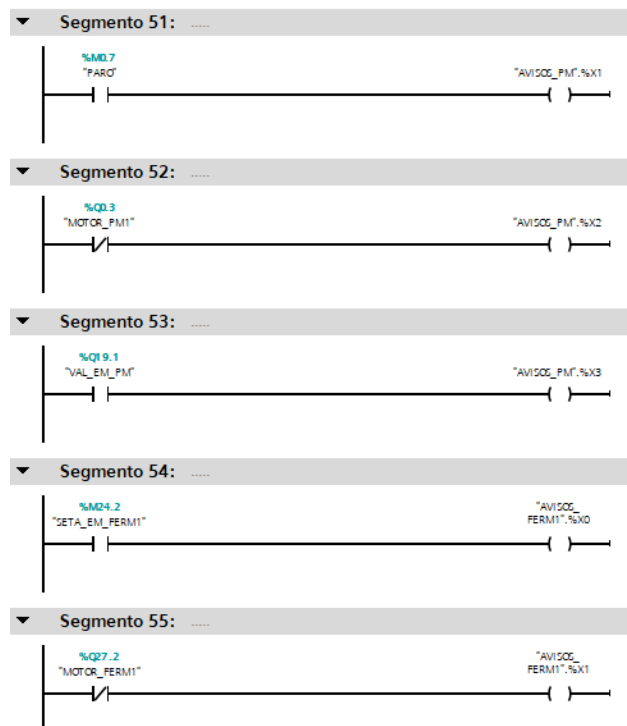 Segmento 51: .....
%M0.7
"PARO"
"AVISOS_PM".%X1
Segmento 52: .....
%Q0.3
"MOTOR_PM1"
"AVISOS_PM".%X2
Segmento 53: .....
%Q19.1
"VAL_EM_PM"
"AVISOS_PM".%X3
Segmento 54: .....
%M24.2
"SETA_EM_FERM1"
"AVISOS_
FERM1".%X0
Segmento 55: .....
%Q27.2
"MOTOR_FERM1"
"AVISOS_
FERM1".%X1